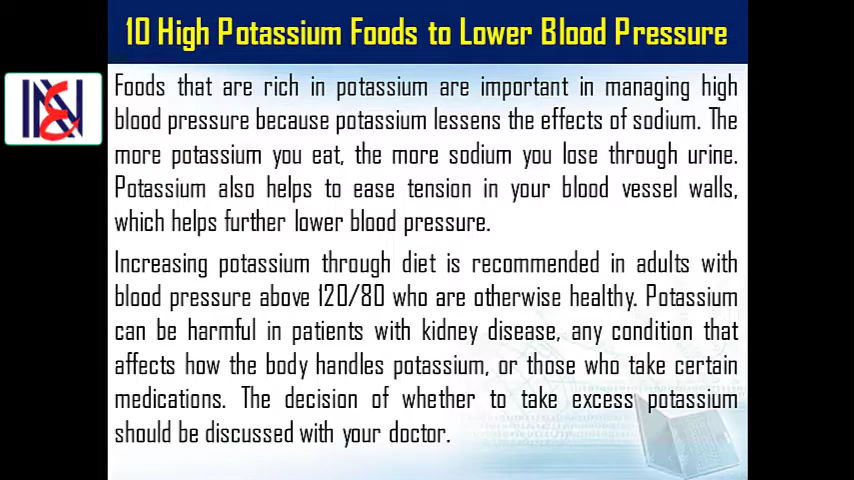 10 High Potassium Foods to Lower Blood Pressure
Foods that are rich in potassium are important in managing high
blood pressure because potassium lessens the effects of sodium. The
more potassium you eat, the more sodium you lose through urine.
Potassium also helps to ease tension in your blood vessel walls,
which helps further lower blood pressure.
Increasing potassium through diet is recommended in adults with
blood pressure above 120/80 who are otherwise healthy. Potassium
can be harmful in patients with kidney disease, any condition that
affects how the body handles potassium, or those who take certain
medications. The decision of whether to take excess potassium
should be discussed with your doctor.